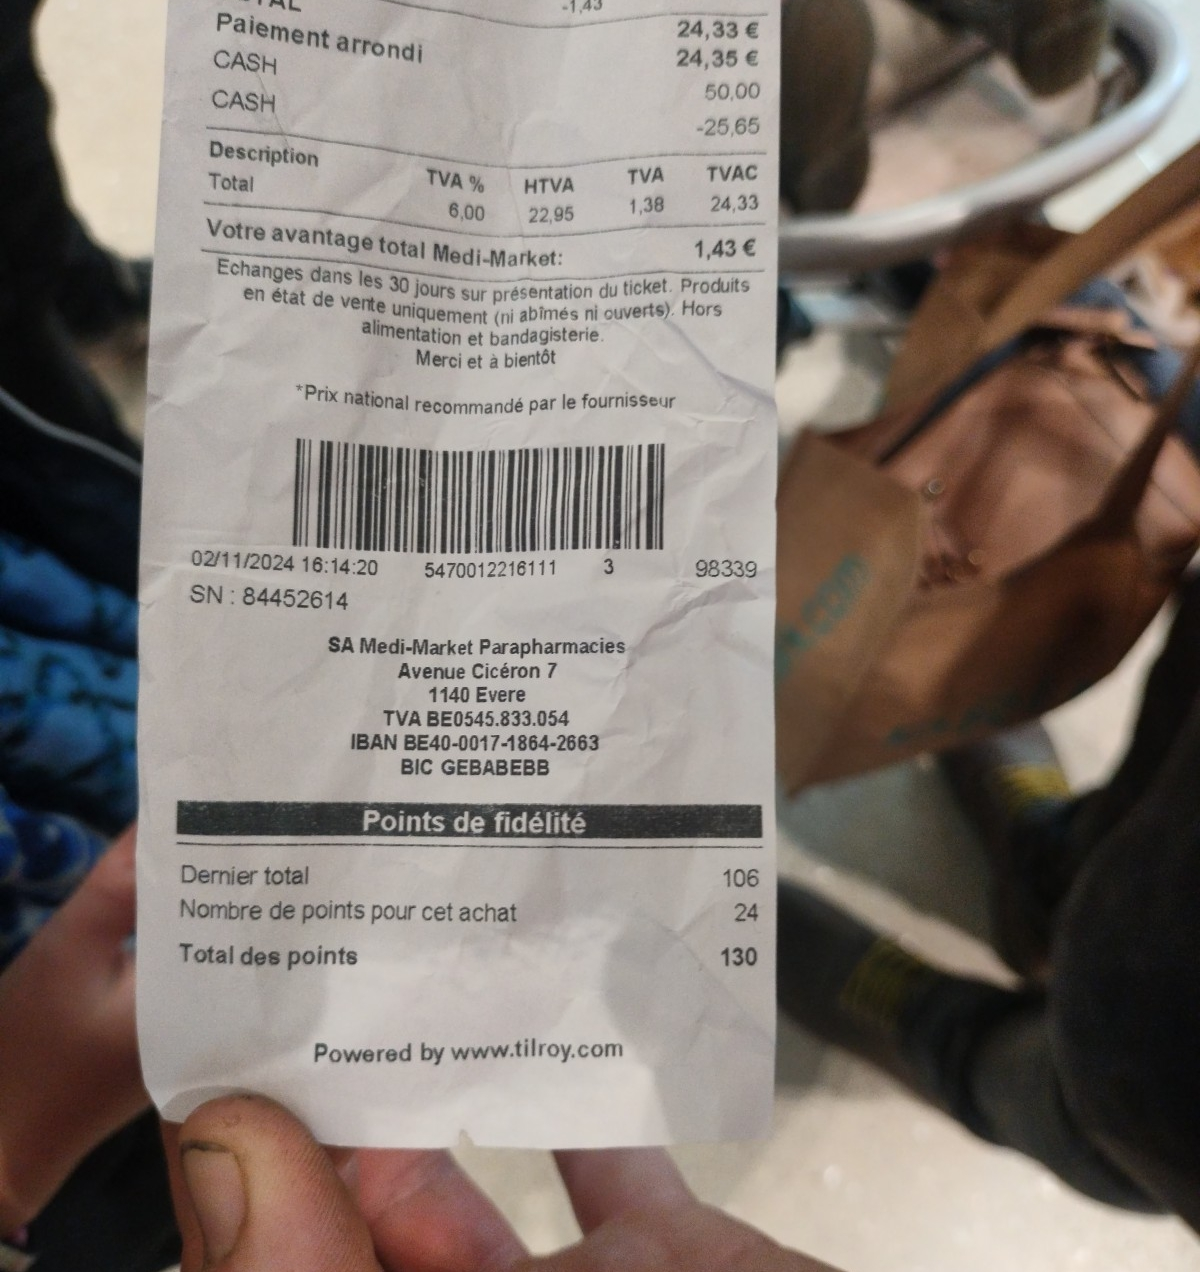 -1,43
24,33 €
Paiement arrondi 24,35 €
CASH 50,00
CASH -25,65
Description TVA % HTVA TVA TVAC
Total 6,00 22,95 1,38 24,33
Votre avantage total Medi-Market: 1,43 €
Echanges dans les 30 jours sur présentation du ticket. Produits
en état de vente uniquement (ni abîmés ni ouverts). Hors
alimentation et bandagisterie.
Merci et à bientôt
*Prix national recommandé par le fournisseur
02/11/2024 16:14:20 5470012216111 3 98339
SN : 84452614
SA Medi-Market Parapharmacies
Avenue Cicéron 7
1140 Evere
TVA BE0545.833.054
IBAN BE40-0017-1864-2663
BIC GEBABEBB
Points de fidélité
Dernier total 106
Nombre de points pour cet achat 24
Total des points 130
Powered by www.tilroy.com